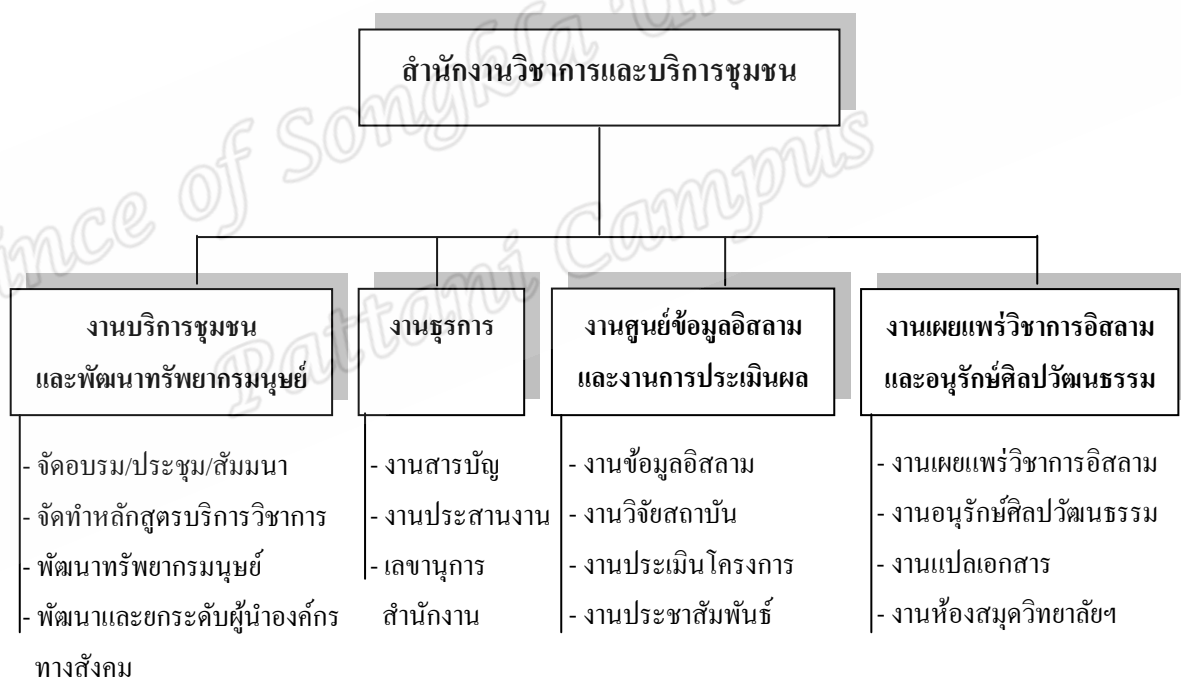 สำนักงานวิชาการและบริการชุมชน
งานบริการชุมชน
และพัฒนาทรัพยากรมนุษย์
- จัดอบรม/ประชุม/สัมมนา
- จัดทำหลักสูตรบริการวิชาการ
- พัฒนาทรัพยากรมนุษย์
- พัฒนาและยกระดับผู้นำองค์กร
ทางสังคม
งานธุรการ
- งานสารบัญ
- งานประสานงาน
- เลขานุการ
สำนักงาน
งานศูนย์ข้อมูลอิสลาม
และงานการประเมินผล
- งานข้อมูลอิสลาม
- งานวิจัยสถาบัน
- งานประเมินโครงการ
- งานประชาสัมพันธ์
งานเผยแพร่วิชาการอิสลาม
และอนุรักษ์ศิลปวัฒนธรรม
- งานเผยแพร่วิชาการอิสลาม
- งานอนุรักษ์ศิลปวัฒนธรรม
- งานแปลเอกสาร
- งานห้องสมุดวิทยาลัยฯ
of Songkla
Pattani Campus